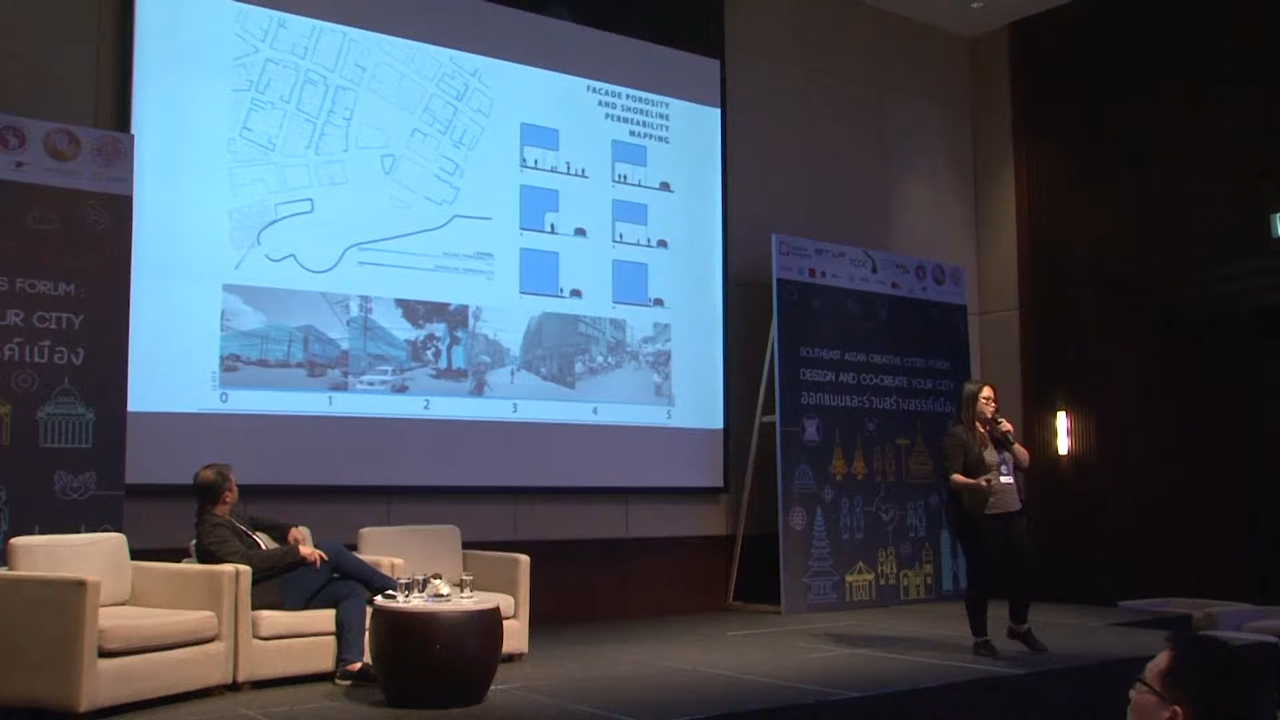 FACADE POROSITY
AND SHORELINE
PERMEABILITY
MAPPING
0 1 2 3 4 5
S FORUM :
UR CITY
ค์เมือง
TCDC
SOUTHEAST ASIAN CREATIVE CITIES FORUM :
DESIGN AND CO-CREATE YOUR CITY
ออกแบบและร่วมสร้างสรรค์เมือง